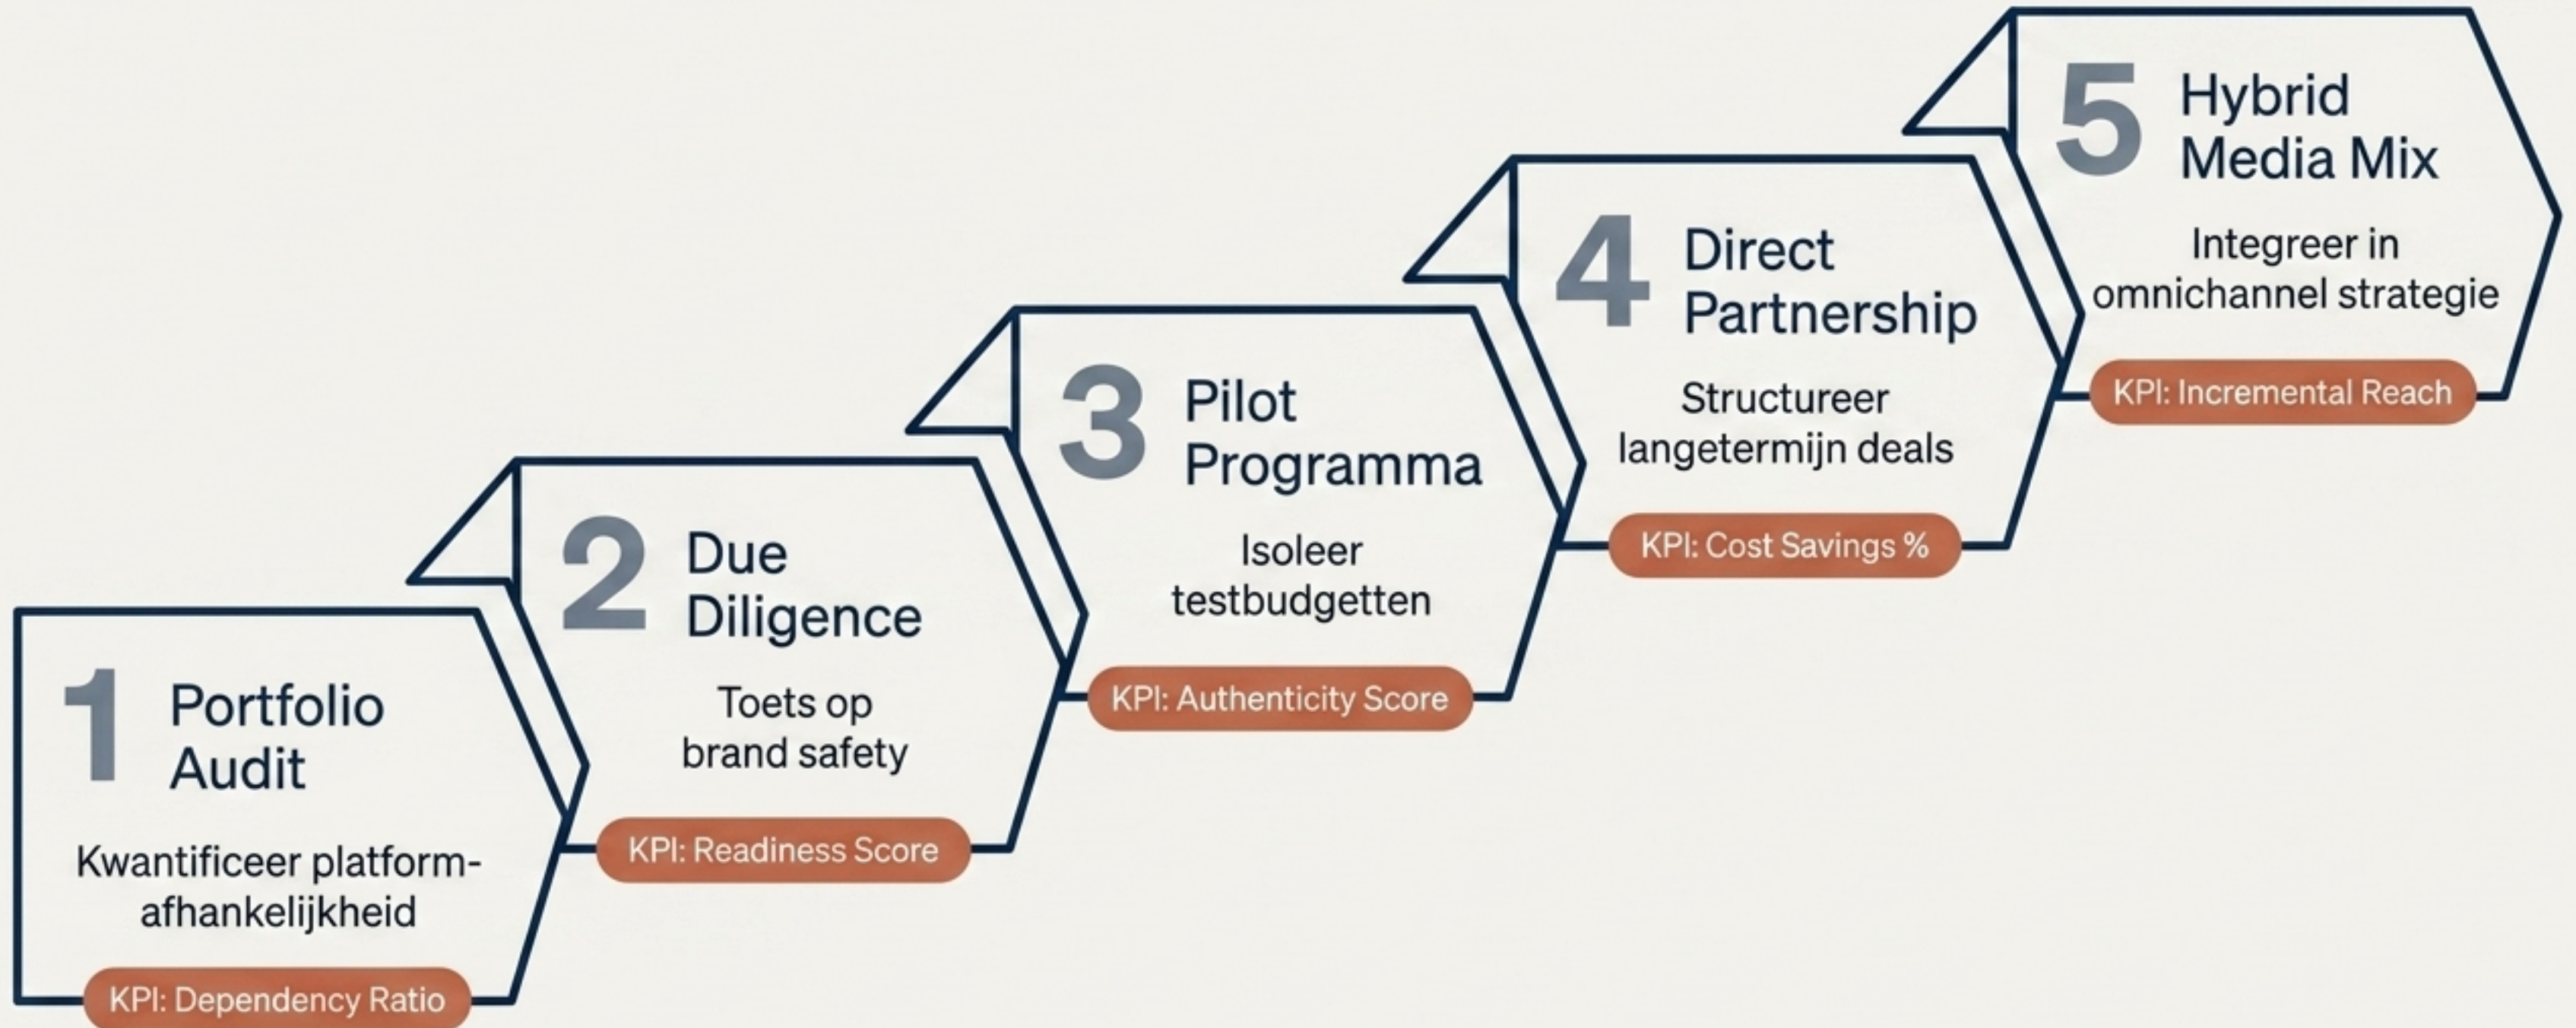 1
Portfolio
Audit
Kwantificeer platform-
afhankelijkheid
KPI: Dependency Ratio
2
Due
Diligence
Toets op
brand safety
KPI: Readiness Score
3
Pilot
Programma
Isoleer
testbudgetten
KPI: Authenticity Score
4
Direct
Partnership
Structureer
langetermijn deals
KPI: Cost Savings %
5
Hybrid
Media Mix
Integreer in
omnichannel strategie
KPI: Incremental Reach